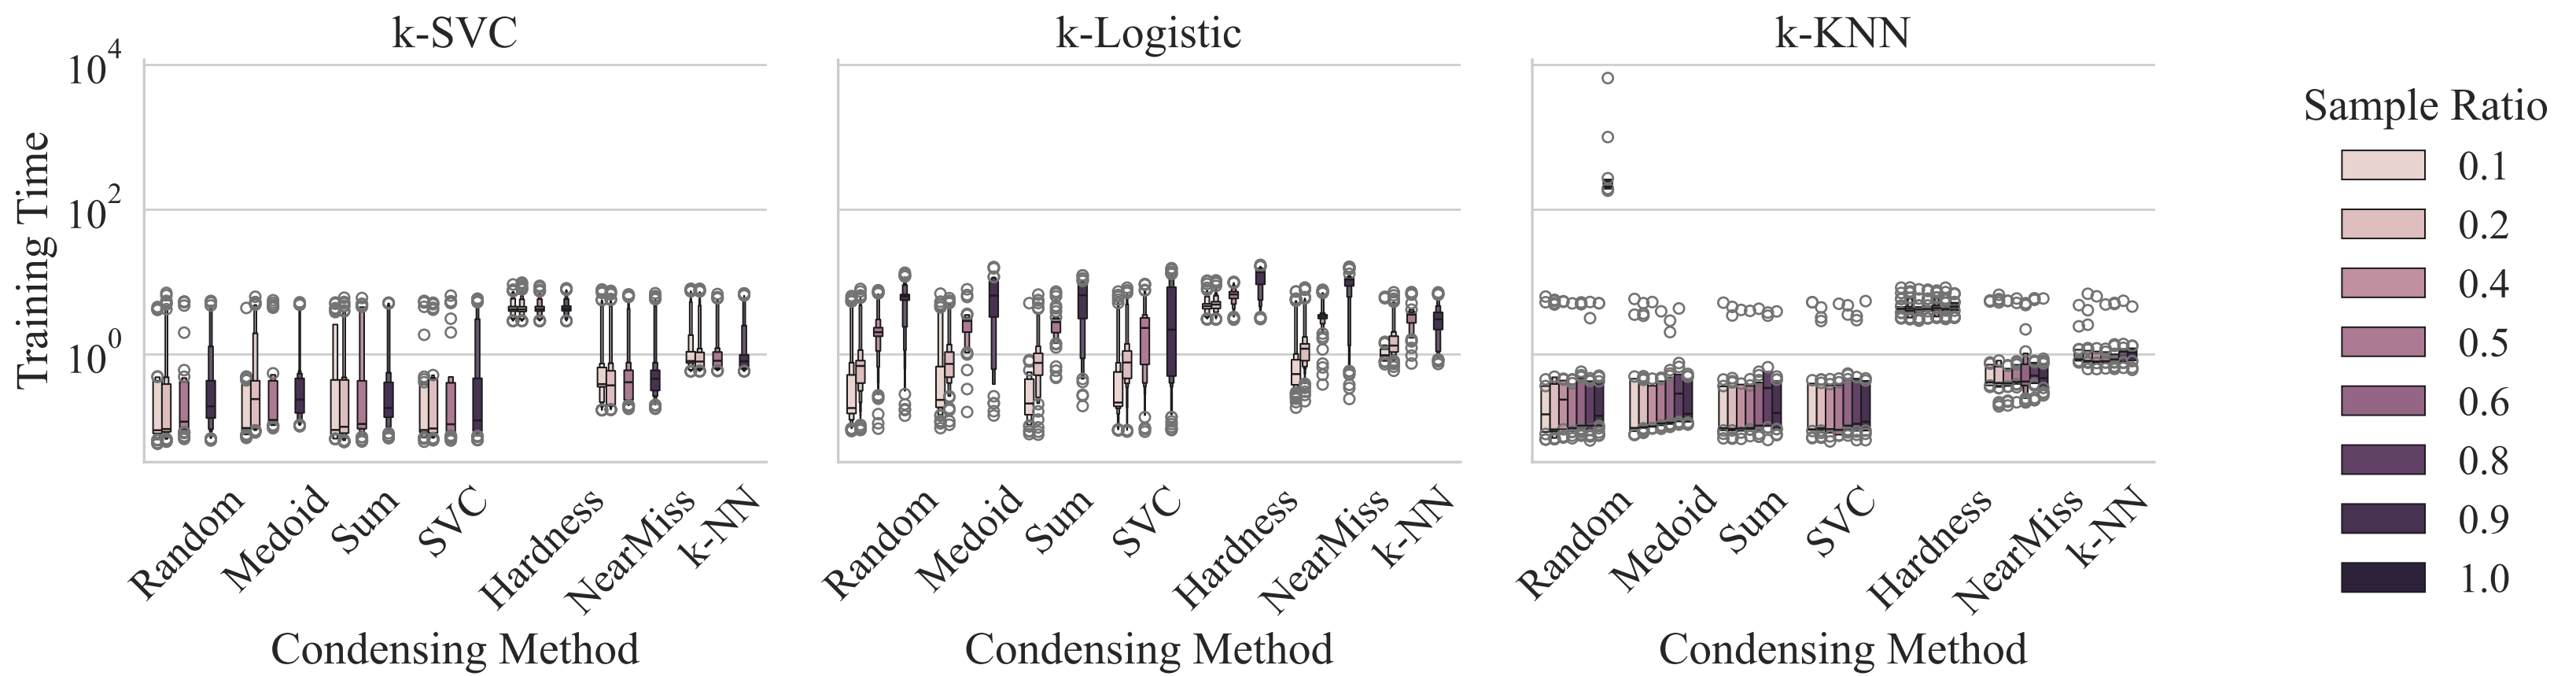 k-SVC
k-Logistic
k-KNN
Training Time
10^4
10^2
10^0
Random
Medoid
Sum
SVC
Hardness
NearMiss
k-NN
Condensing Method
Random
Medoid
Sum
SVC
Hardness
NearMiss
k-NN
Condensing Method
Random
Medoid
Sum
SVC
Hardness
NearMiss
k-NN
Condensing Method
Sample Ratio
0.1
0.2
0.4
0.5
0.6
0.8
0.9
1.0